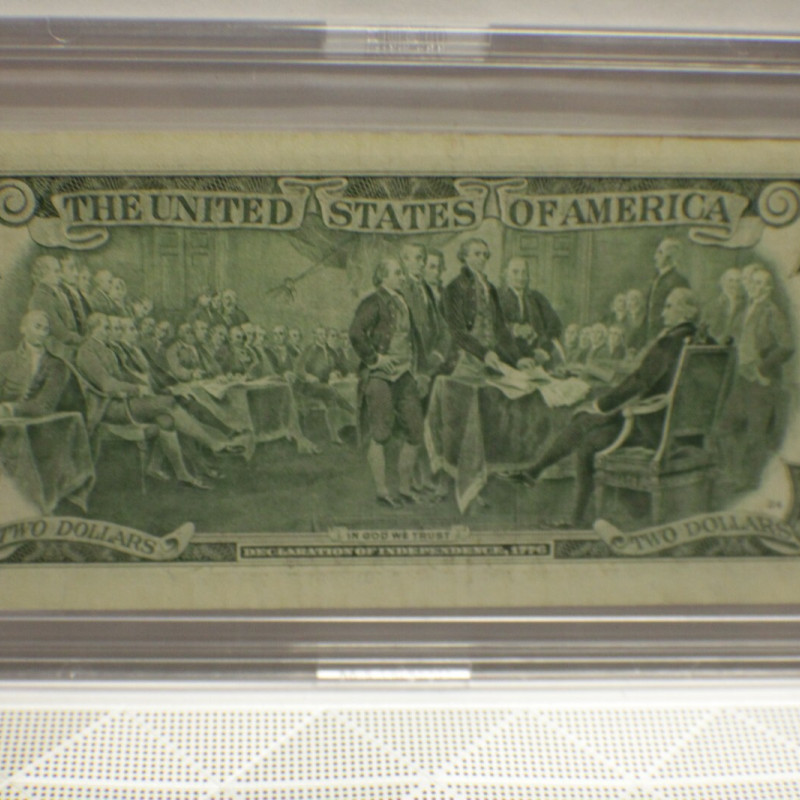 THE UNITED STATES OF AMERICA
TWO DOLLARS
IN GOD WE TRUST
TWO DOLLARS
DECLARATION OF INDEPENDENCE, 1776